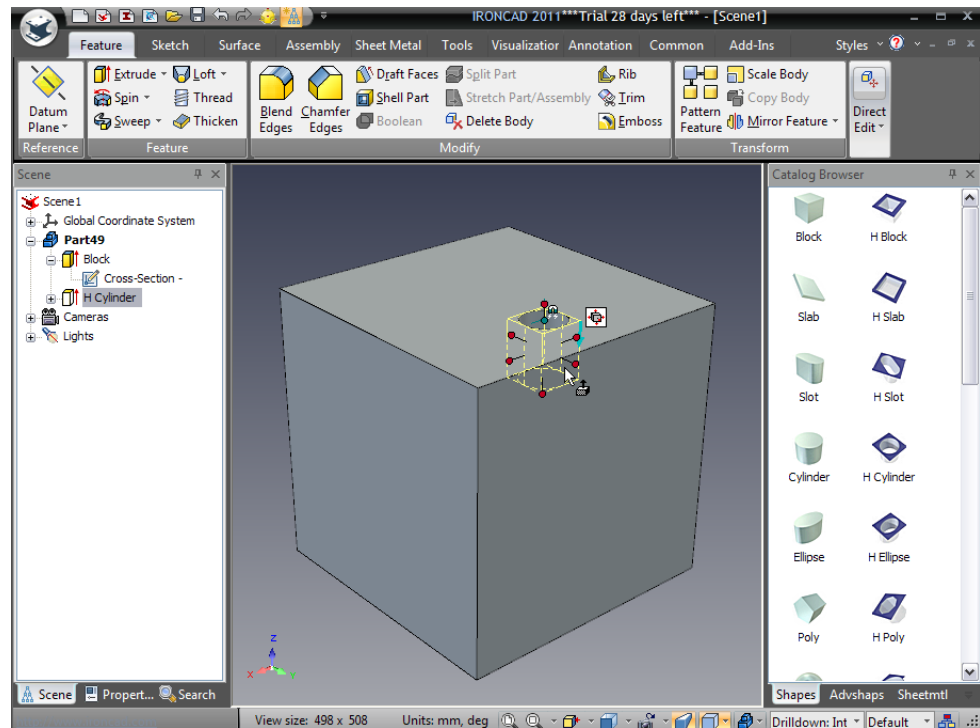 IRONCAD 2011***Trial 28 days left*** - [Scene1]
Feature Sketch Surface Assembly Sheet Metal Tools Visualization Annotation Common Add-Ins Styles
Datum Plane
Extrude Loft
Spin Thread
Sweep Thicken
Blend Edges
Chamfer Edges
Draft Faces Split Part
Shell Part Stretch Part/Assembly
Boolean Delete Body
Rib
Trim
Emboss
Pattern Feature
Scale Body
Copy Body
Mirror Feature
Direct Edit
Reference Feature Modify Transform
Scene
Scene1
Global Coordinate System
Part49
Block
Cross-Section -
H Cylinder
Cameras
Lights
Z
X
Y
Catalog Browser
Block H Block
Slab H Slab
Slot H Slot
Cylinder H Cylinder
Ellipse H Ellipse
Poly H Poly
Scene Propert... Search
Shapes Advshaps Sheetmtl
View size: 498 x 508 Units: mm, deg Drilldown: Int Default